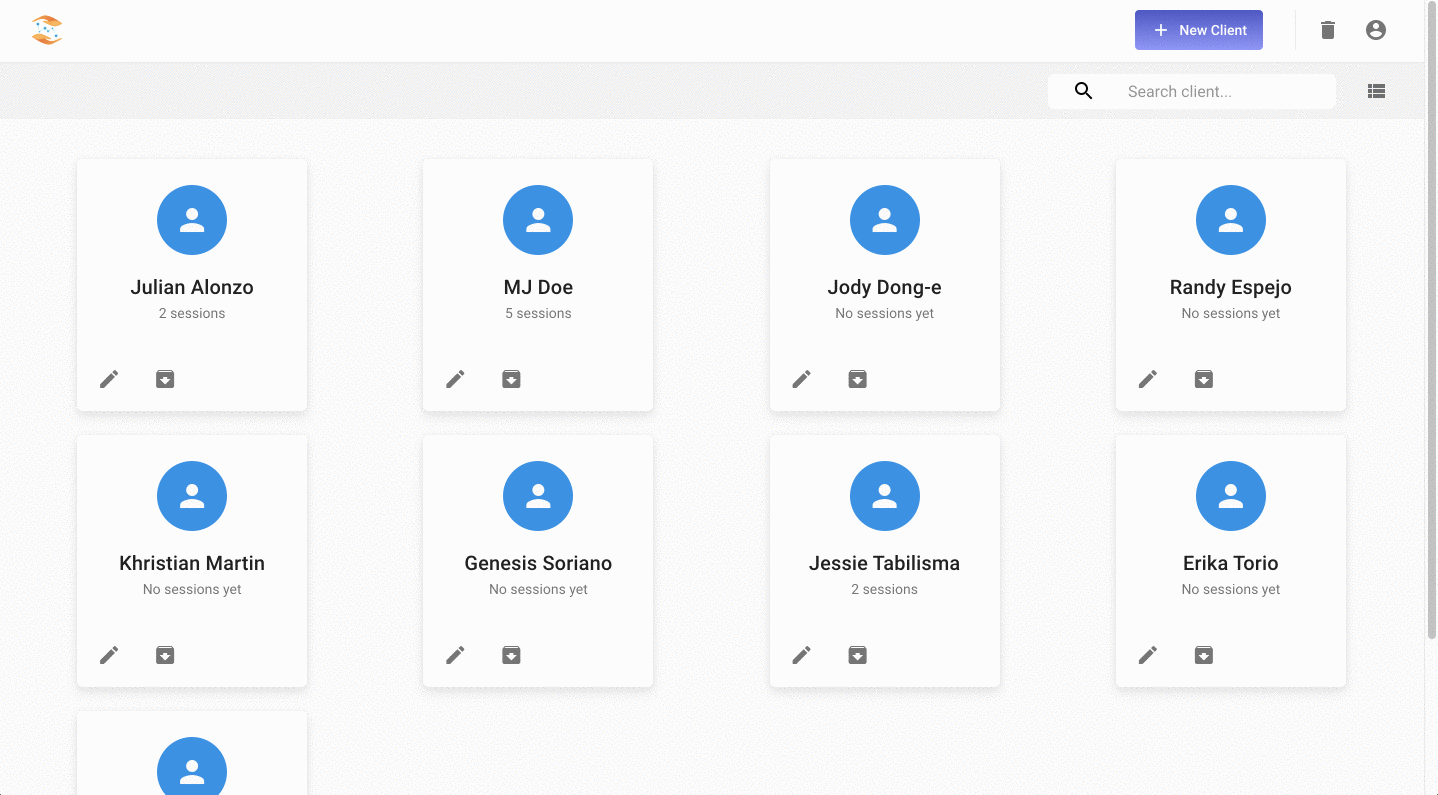 New Client
Search client...
Julian Alonzo
2 sessions
MJ Doe
5 sessions
Jody Dong-e
No sessions yet
Randy Espejo
No sessions yet
Khristian Martin
No sessions yet
Genesis Soriano
No sessions yet
Jessie Tabilisma
2 sessions
Erika Torio
No sessions yet